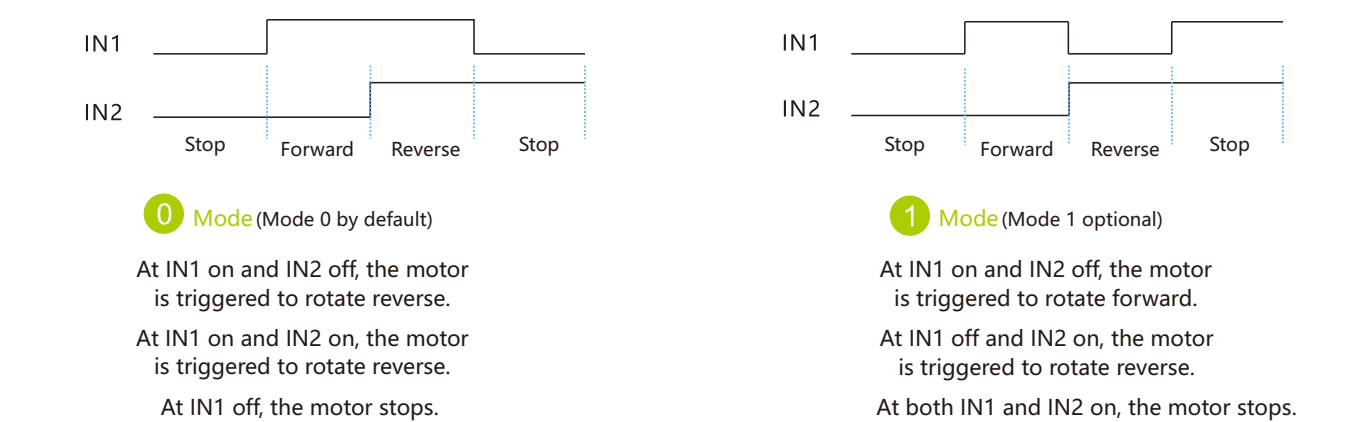 IN1
IN2
Stop Forward Reverse Stop
0 Mode (Mode 0 by default)
At IN1 on and IN2 off, the motor
is triggered to rotate reverse.
At IN1 on and IN2 on, the motor
is triggered to rotate reverse.
At IN1 off, the motor stops.
IN1
IN2
Stop Forward Reverse Stop
1 Mode (Mode 1 optional)
At IN1 on and IN2 off, the motor
is triggered to rotate forward.
At IN1 off and IN2 on, the motor
is triggered to rotate reverse.
At both IN1 and IN2 on, the motor stops.